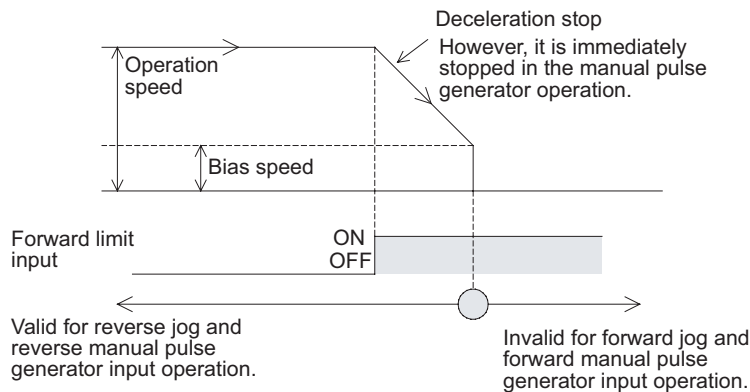 Deceleration stop
However, it is immediately
stopped in the manual pulse
generator operation.
Operation
speed
Bias speed
Forward limit
input
ON
OFF
Valid for reverse jog and
reverse manual pulse
generator input operation.
Invalid for forward jog and
forward manual pulse
generator input operation.